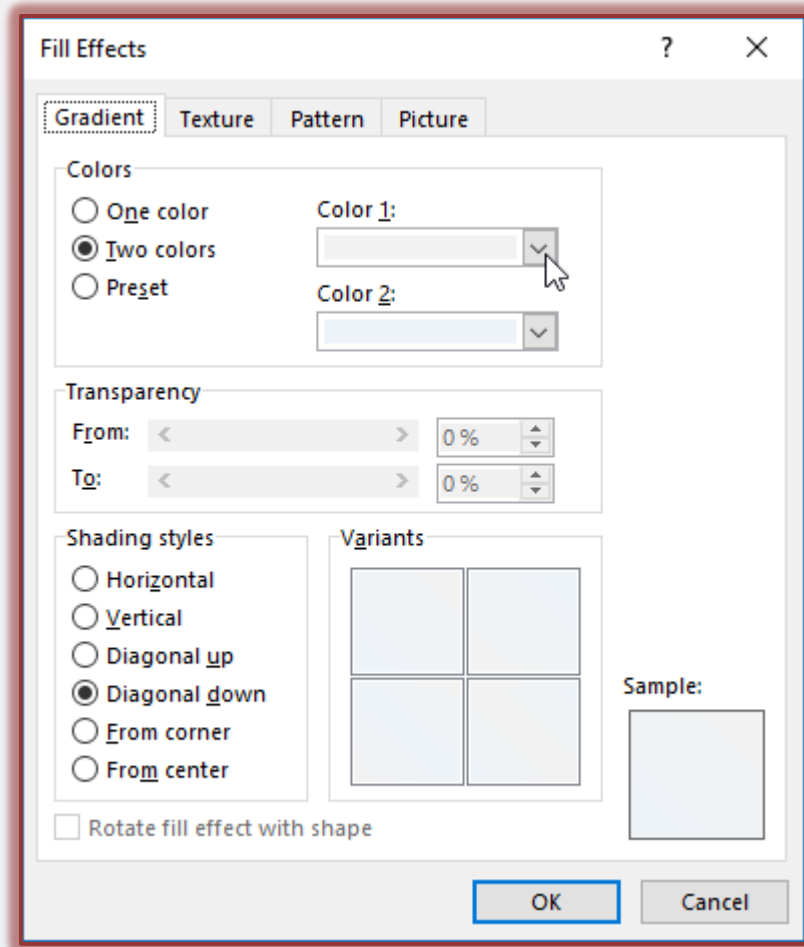 Fill Effects ?
Gradient Texture Pattern Picture
Colors
One color
Two colors
Preset
Color 1:
Color 2:
Transparency
From: 0 %
To: 0 %
Shading styles
Horizontal
Vertical
Diagonal up
Diagonal down
From corner
From center
Variants
Sample:
Rotate fill effect with shape
OK Cancel